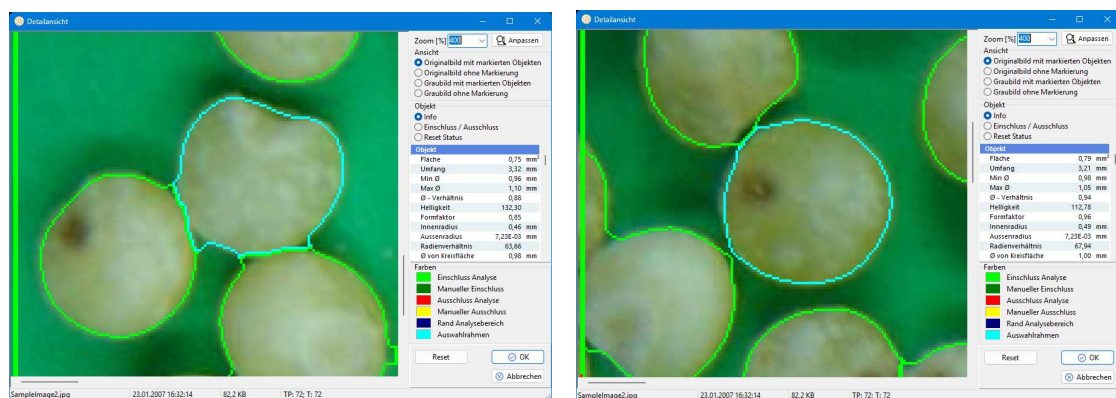 Detailansicht
Zoom [%] 400 Anpassen
Ansicht
Originalbild mit markierten Objekten
Originalbild ohne Markierung
Graubild mit markierten Objekten
Graubild ohne Markierung
Objekt
Info
Einschluss / Ausschluss
Reset Status
Objekt
Fläche 0,75 mm²
Umfang 3,32 mm
Min Ø 0,96 mm
Max Ø 1,10 mm
Ø - Verhältnis 0,88
Helligkeit 132,30
Formfaktor 0,85
Innenradius 0,46 mm
Aussenradius 7,23E-03 mm
Radienverhältnis 63,66
Ø von Kreisfläche 0,98 mm
Farben
Einschluss Analyse
Manueller Einschluss
Ausschluss Analyse
Manueller Ausschluss
Rand Analysebereich
Auswahlrahmen
Reset OK
Abbrechen
SampleImage2.jpg 23.01.2007 16:32:14 82,2 KB TP: 72; T: 72
Detailansicht
Zoom [%] 400 Anpassen
Ansicht
Originalbild mit markierten Objekten
Originalbild ohne Markierung
Graubild mit markierten Objekten
Graubild ohne Markierung
Objekt
Info
Einschluss / Ausschluss
Reset Status
Objekt
Fläche 0,79 mm²
Umfang 3,21 mm
Min Ø 0,98 mm
Max Ø 1,05 mm
Ø - Verhältnis 0,94
Helligkeit 112,78
Formfaktor 0,96
Innenradius 0,49 mm
Aussenradius 7,23E-03 mm
Radienverhältnis 67,94
Ø von Kreisfläche 1,00 mm
Farben
Einschluss Analyse
Manueller Einschluss
Ausschluss Analyse
Manueller Ausschluss
Rand Analysebereich
Auswahlrahmen
Reset OK
Abbrechen
SampleImage2.jpg 23.01.2007 16:32:14 82,2 KB TP: 72; T: 72